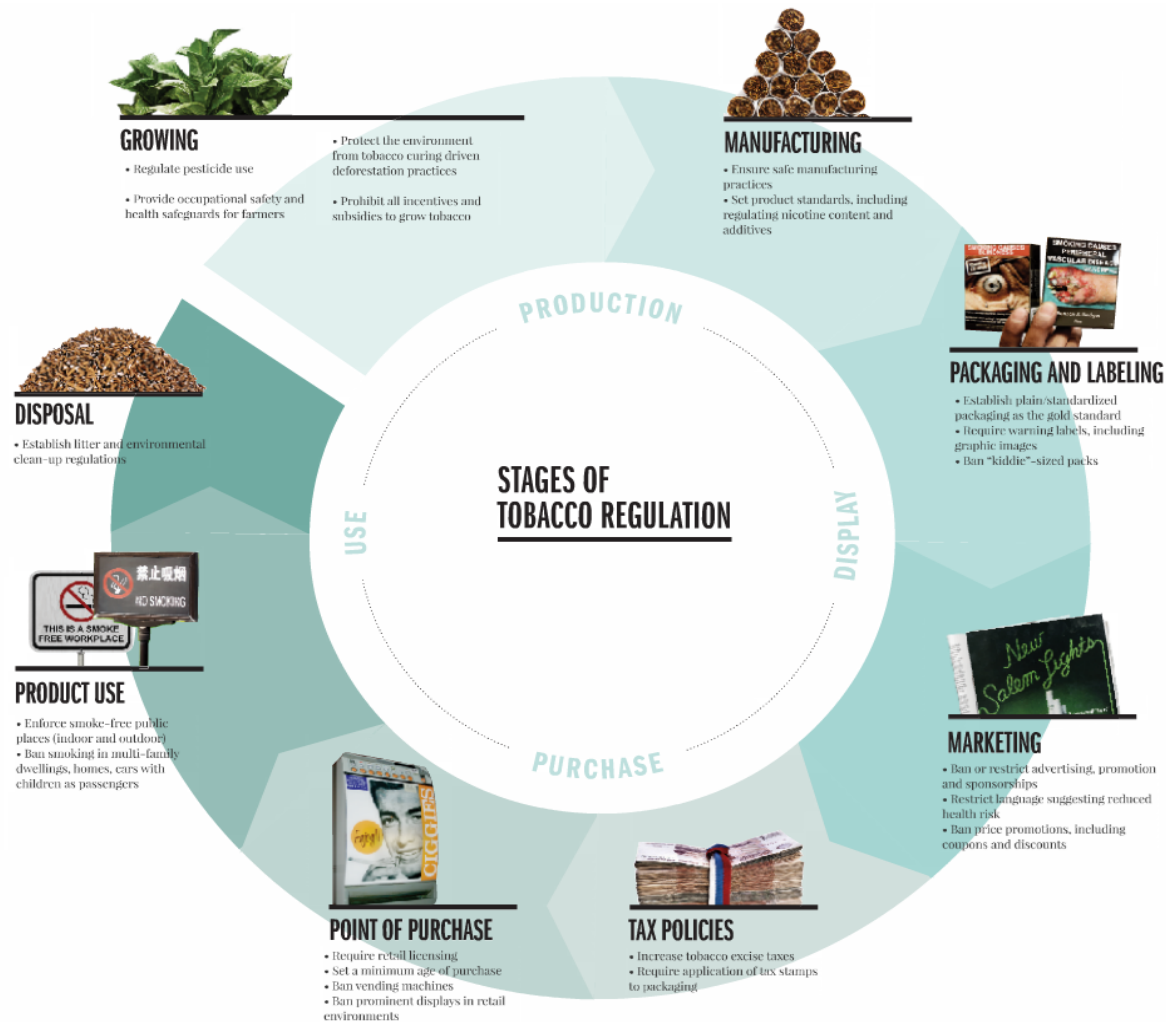 GROWING
• Regulate pesticide use
• Provide occupational safety and
health safeguards for farmers
• Protect the environment
from tobacco curing driven
deforestation practices
• Prohibit all incentives and
subsidies to grow tobacco
MANUFACTURING
• Ensure safe manufacturing
practices
• Set product standards, including
regulating nicotine content and
additives
SMOKING CAUSES
BLINDNESS
SMOKING CAUSES
PERIPHERAL
VASCULAR DISEASE
PACKAGING AND LABELING
• Establish plain/standardized
packaging as the gold standard
• Require warning labels, including
graphic images
• Ban “kiddie”-sized packs
New
Salem Lights
MARKETING
• Ban or restrict advertising, promotion
and sponsorships
• Restrict language suggesting reduced
health risk
• Ban price promotions, including
coupons and discounts
TAX POLICIES
• Increase tobacco excise taxes
• Require application of tax stamps
to packaging
CIGGIES
POINT OF PURCHASE
• Require retail licensing
• Set a minimum age of purchase
• Ban vending machines
• Ban prominent displays in retail
environments
THIS IS A SMOKE
FREE WORKPLACE
禁止吸烟
NO SMOKING
PRODUCT USE
• Enforce smoke-free public
places (indoor and outdoor)
• Ban smoking in multi-family
dwellings, homes, cars with
children as passengers
DISPOSAL
• Establish litter and environmental
clean-up regulations
PRODUCTION
DISPLAY
PURCHASE
USE
STAGES OF
TOBACCO REGULATION